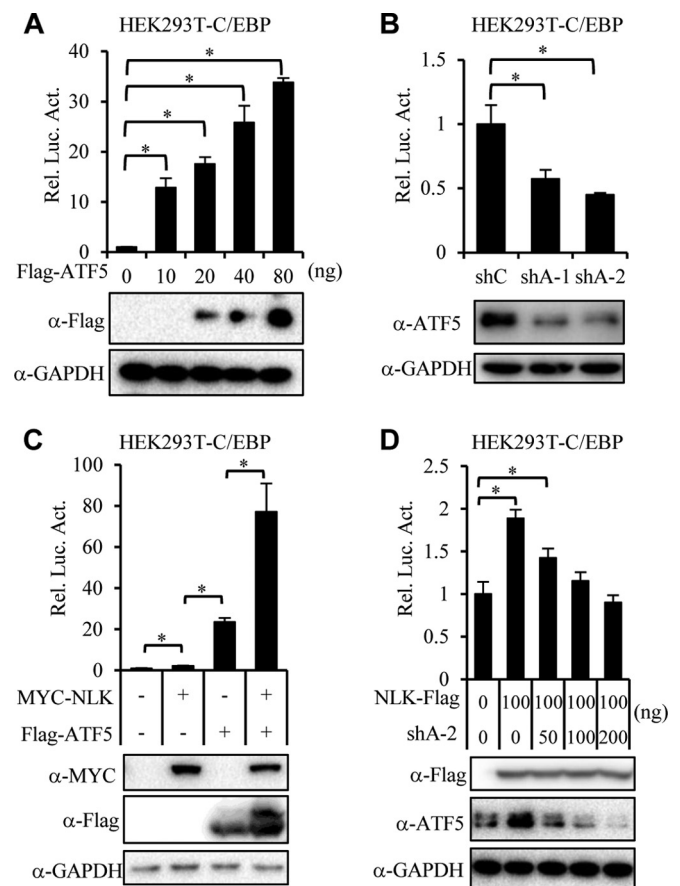 A
HEK293T-C/EBP
Rel. Luc. Act.
40
30
20
10
0
* * * *
Flag-ATF5 0 10 20 40 80 (ng)
α-Flag
α-GAPDH
B
HEK293T-C/EBP
Rel. Luc. Act.
1.5
1
0.5
0
* *
shC shA-1 shA-2
α-ATF5
α-GAPDH
C
HEK293T-C/EBP
Rel. Luc. Act.
100
80
60
40
20
0
* * *
MYC-NLK - + - +
Flag-ATF5 - - + +
α-MYC
α-Flag
α-GAPDH
D
HEK293T-C/EBP
Rel. Luc. Act.
2.5
2
1.5
1
0.5
0
* *
NLK-Flag 0 100 100 100 100
(ng)
shA-2 0 0 50 100 200
α-Flag
α-ATF5
α-GAPDH